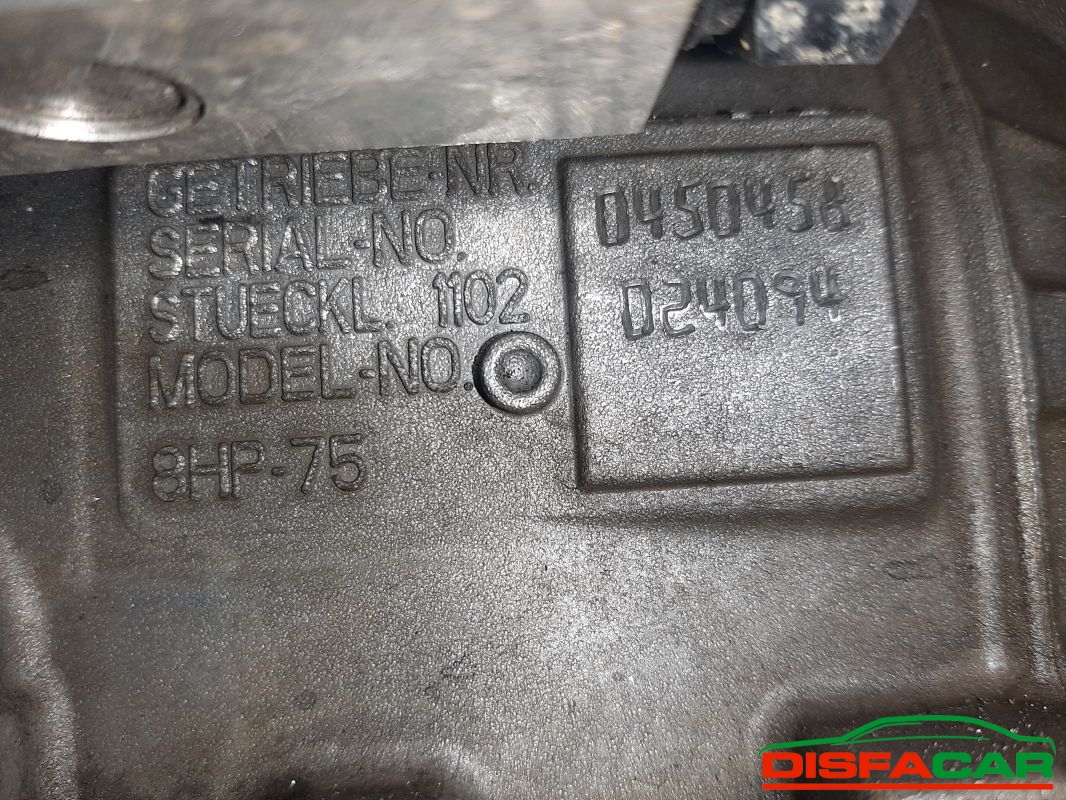 GETRIEBE-NR.
SERIAL-NO.
STUECKL. 1102
MODEL-NO.
8HP-75
0450458
024094
DISFACAR